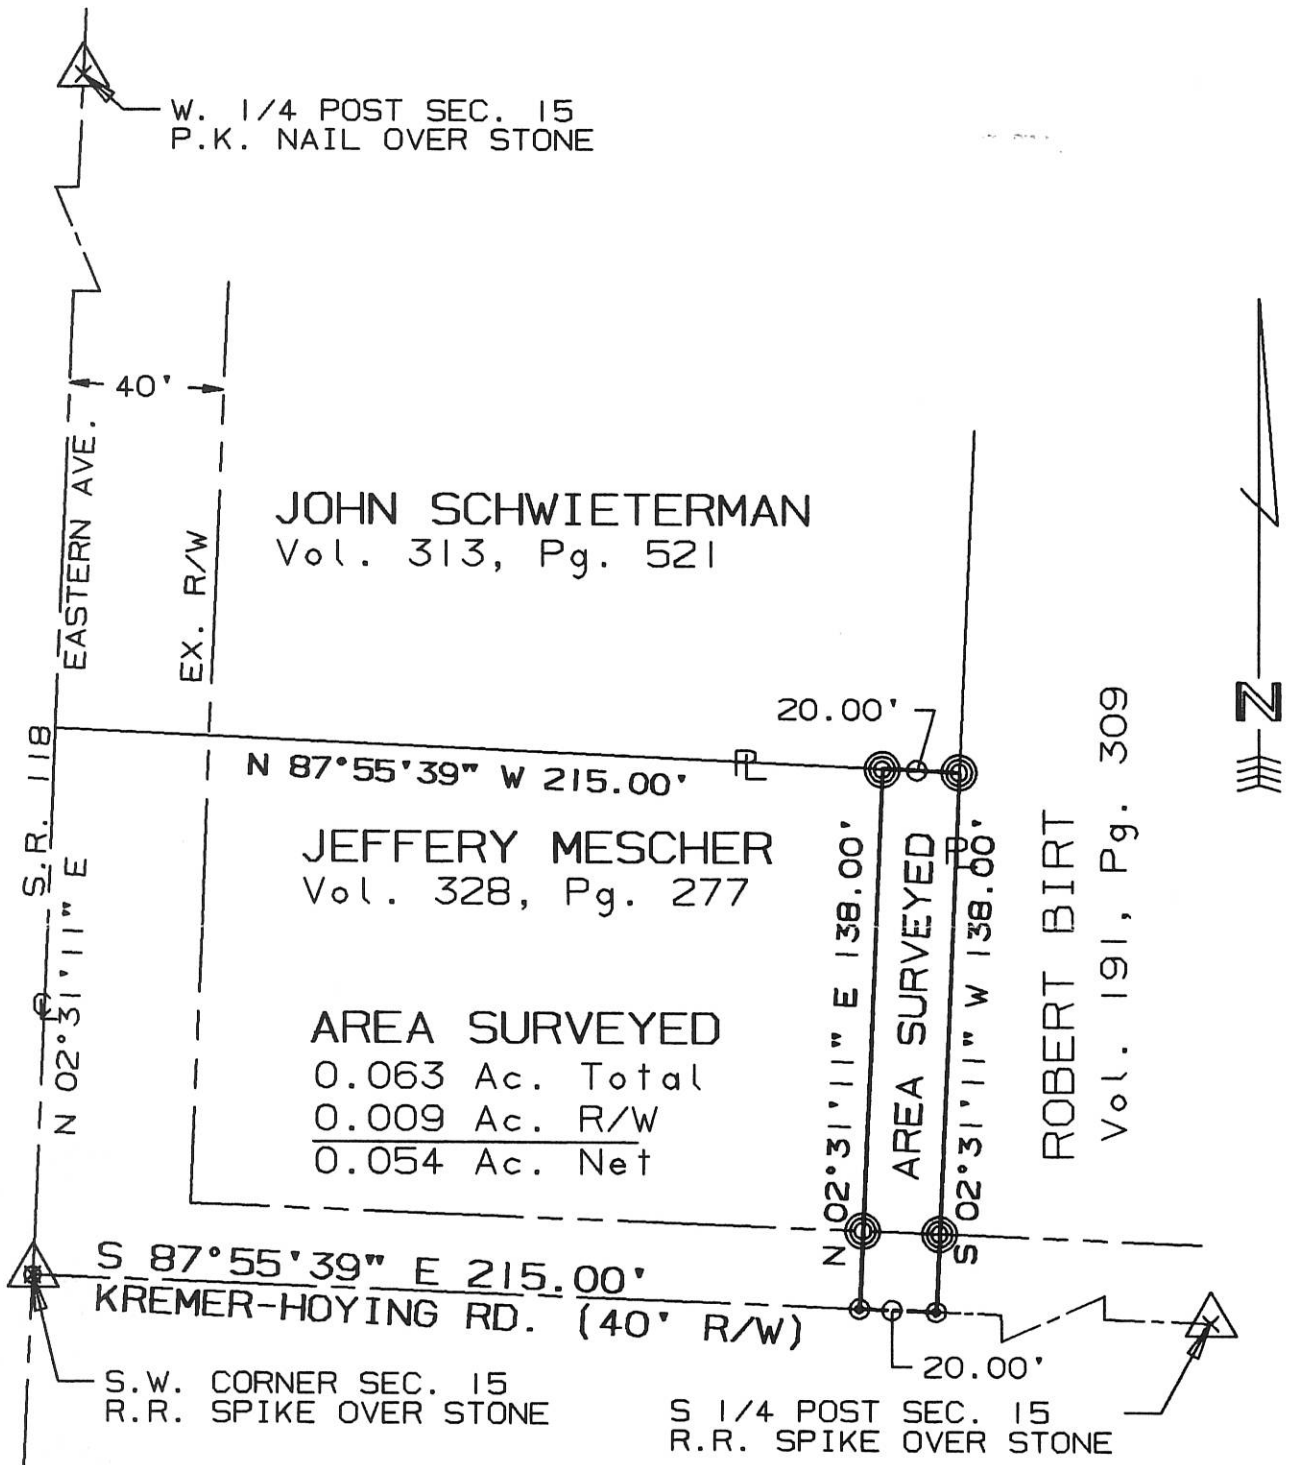 W. 1/4 POST SEC. 15
P.K. NAIL OVER STONE
40'
EASTERN AVE.
EX. R/W
JOHN SCHWIETERMAN
Vol. 313, Pg. 521
20.00'
N 87°55'39" W 215.00'
PL
S.R. 118
N 02°31'11" E
CL
JEFFERY MESCHER
Vol. 328, Pg. 277
AREA SURVEYED
0.063 Ac. Total
0.009 Ac. R/W
0.054 Ac. Net
N 02°31'11" E 138.00'
AREA SURVEYED
PL
S 02°31'11" W 138.00'
ROBERT BIRT
Vol. 191, Pg. 309
N
S 87°55'39" E 215.00'
KREMER-HOYING RD. (40' R/W)
20.00'
S.W. CORNER SEC. 15
R.R. SPIKE OVER STONE
S 1/4 POST SEC. 15
R.R. SPIKE OVER STONE